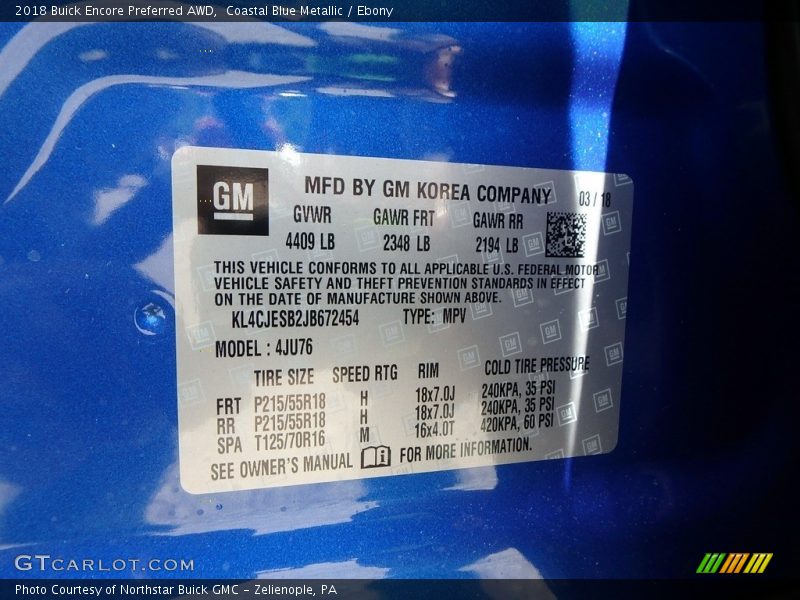 2018 Buick Encore Preferred AWD,  Coastal Blue Metallic / Ebony
GM
MFD BY GM KOREA COMPANY 03 / 18
GVWR GAWR FRT GAWR RR
4409 LB 2348 LB 2194 LB
THIS VEHICLE CONFORMS TO ALL APPLICABLE U.S. FEDERAL MOTOR
VEHICLE SAFETY AND THEFT PREVENTION STANDARDS IN EFFECT
ON THE DATE OF MANUFACTURE SHOWN ABOVE.
KL4CJESB2JB672454 TYPE: MPV
MODEL : 4JU76
TIRE SIZE SPEED RTG RIM COLD TIRE PRESSURE
FRT P215/55R18 H 18x7.0J 240KPA, 35 PSI
RR P215/55R18 H 18x7.0J 240KPA, 35 PSI
SPA T125/70R16 M 16x4.0T 420KPA, 60 PSI
SEE OWNER'S MANUAL FOR MORE INFORMATION.
GTCARLOT.COM
Photo Courtesy of Northstar Buick GMC – Zelienople, PA